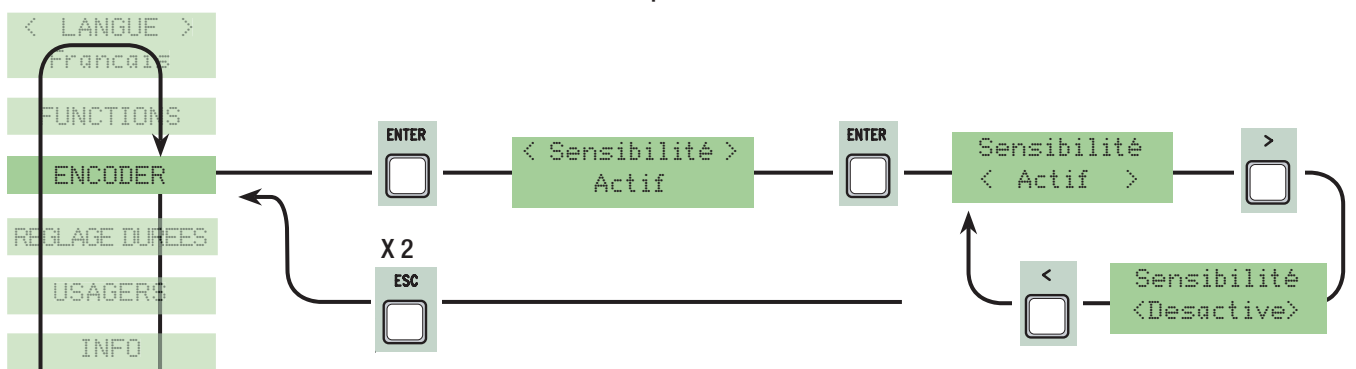 < LANGUE >
Francais
FUNCTIONS
ENCODER
REGLAGE DUREES
USAGERS
INFO
ENTER
< Sensibilité >
Actif
ENTER
Sensibilité
< Actif >
>
X 2
ESC
<
Sensibilité
<Desactive>